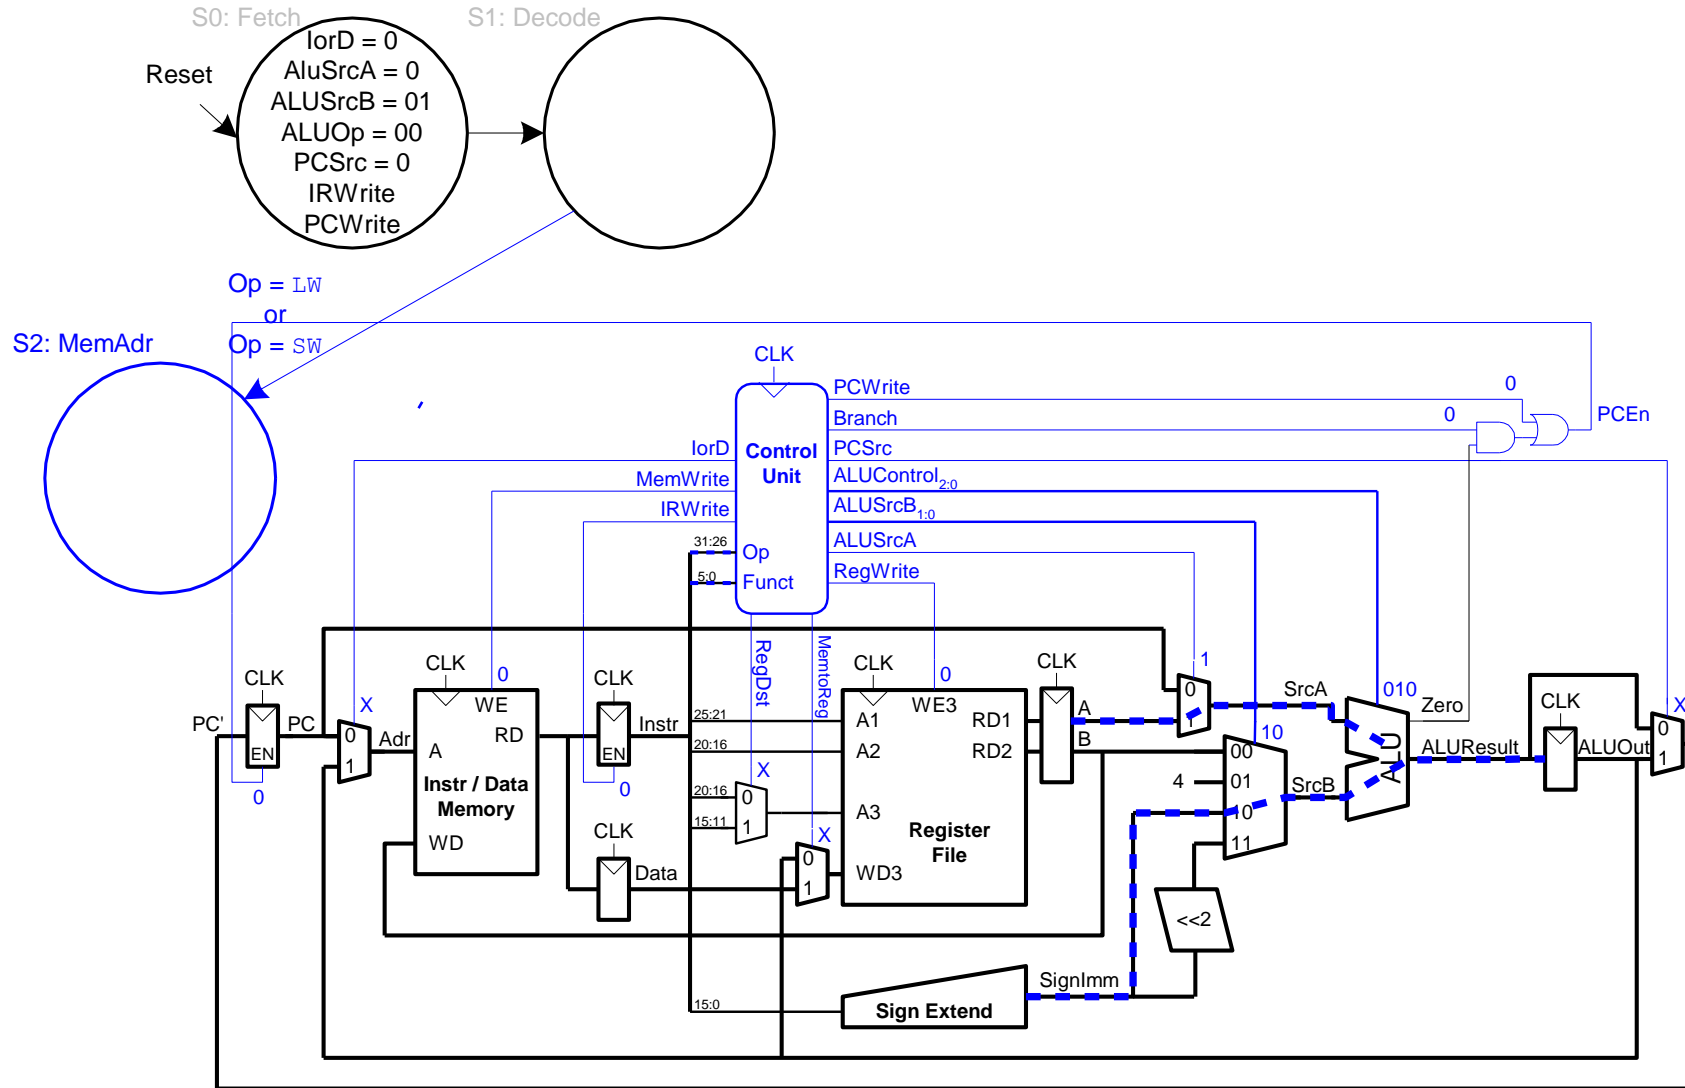 S0: Fetch
S1: Decode
Reset
IorD = 0
AluSrcA = 0
ALUSrcB = 01
ALUOp = 00
PCSrc = 0
IRWrite
PCWrite
Op = LW
or
Op = SW
S2: MemAdr
CLK
PCWrite
0
Branch
0
PCEn
IorD
Control
Unit
PCSrc
MemWrite
ALUControl2:0
IRWrite
ALUSrcB1:0
31:26
Op
ALUSrcA
5:0
Funct
RegWrite
RegDst
MemtoReg
CLK
CLK
CLK
CLK
CLK
CLK
0
0
1
010
X
X
PC'
EN
PC
0
1
Adr
A
WE
RD
WD
Instr / Data
Memory
EN
0
0
Instr
CLK
Data
25:21
20:16
20:16
15:11
X
0
1
X
0
1
A1
A2
A3
WD3
WE3
RD1
RD2
Register
File
A
B
0
1
SrcA
10
00
4
01
10
11
SrcB
ALU
Zero
ALUResult
ALUOut
0
1
<<2
15:0
Sign Extend
SignImm